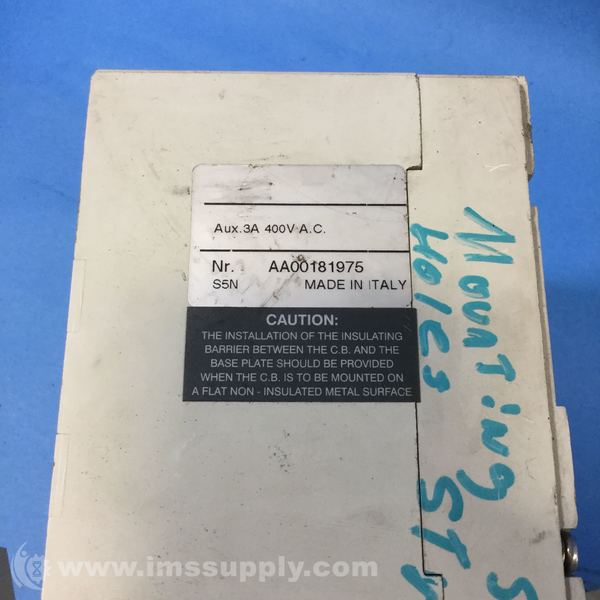 Aux.3A 400V A.C.
Nr. AA00181975
S5N MADE IN ITALY
CAUTION:
THE INSTALLATION OF THE INSULATING
BARRIER BETWEEN THE C.B. AND THE
BASE PLATE SHOULD BE PROVIDED
WHEN THE C.B. IS TO BE MOUNTED ON
A FLAT NON - INSULATED METAL SURFACE
MOUNTING
HOLES
www.imssupply.com